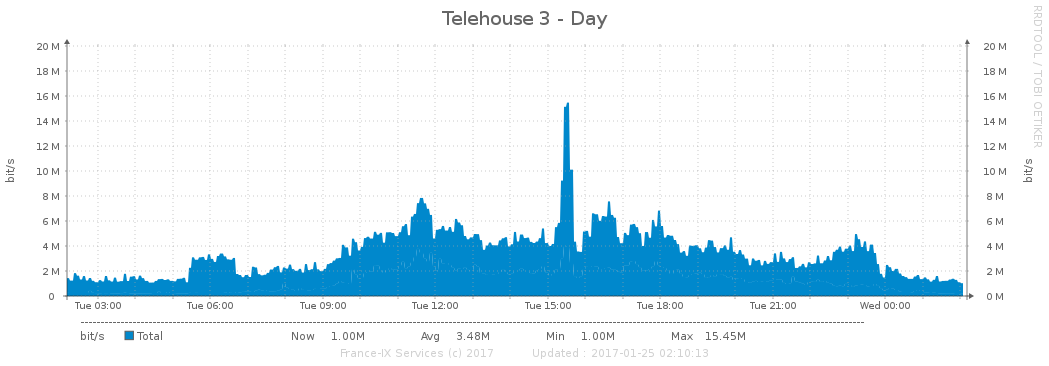 Telehouse 3 - Day
RRDTOOL / TOBI OETIKER
bit/s
bit/s
20 M 20 M
18 M 18 M
16 M 16 M
14 M 14 M
12 M 12 M
10 M 10 M
8 M 8 M
6 M 6 M
4 M 4 M
2 M 2 M
0 0 M
Tue 03:00 Tue 06:00 Tue 09:00 Tue 12:00 Tue 15:00 Tue 18:00 Tue 21:00 Wed 00:00
bit/s Total Now 1.00M Avg 3.48M Min 1.00M Max 15.45M
France-IX Services (c) 2017 Updated : 2017-01-25 02:10:13